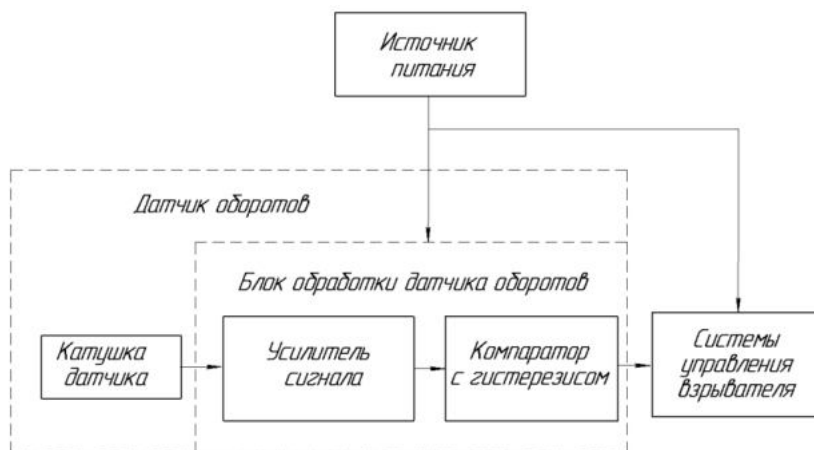 Источник
питания
Датчик оборотов
Блок обработки датчика оборотов
Катушка
датчика
Усилитель
сигнала
Компаратор
с гистерезисом
Системы
управления
взрывателя